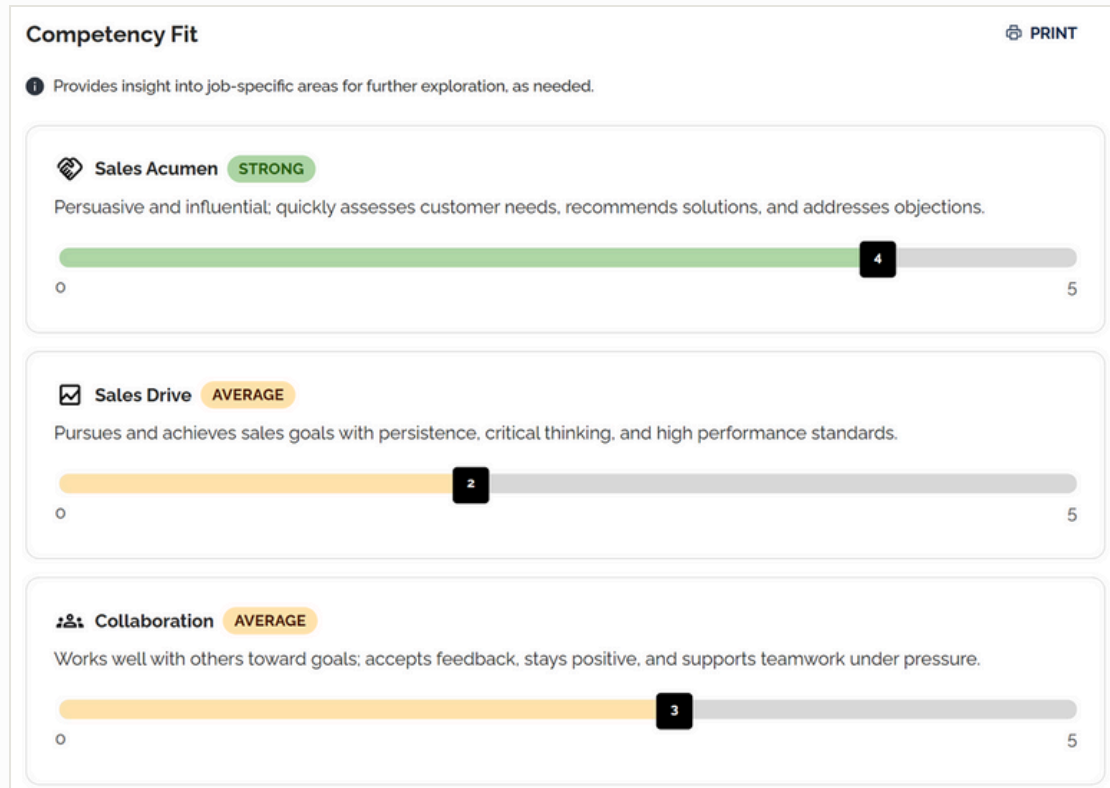 Competency Fit
PRINT
Provides insight into job-specific areas for further exploration, as needed.
Sales Acumen STRONG
Persuasive and influential; quickly assesses customer needs, recommends solutions, and addresses objections.
4
0 5
Sales Drive AVERAGE
Pursues and achieves sales goals with persistence, critical thinking, and high performance standards.
2
0 5
Collaboration AVERAGE
Works well with others toward goals; accepts feedback, stays positive, and supports teamwork under pressure.
3
0 5